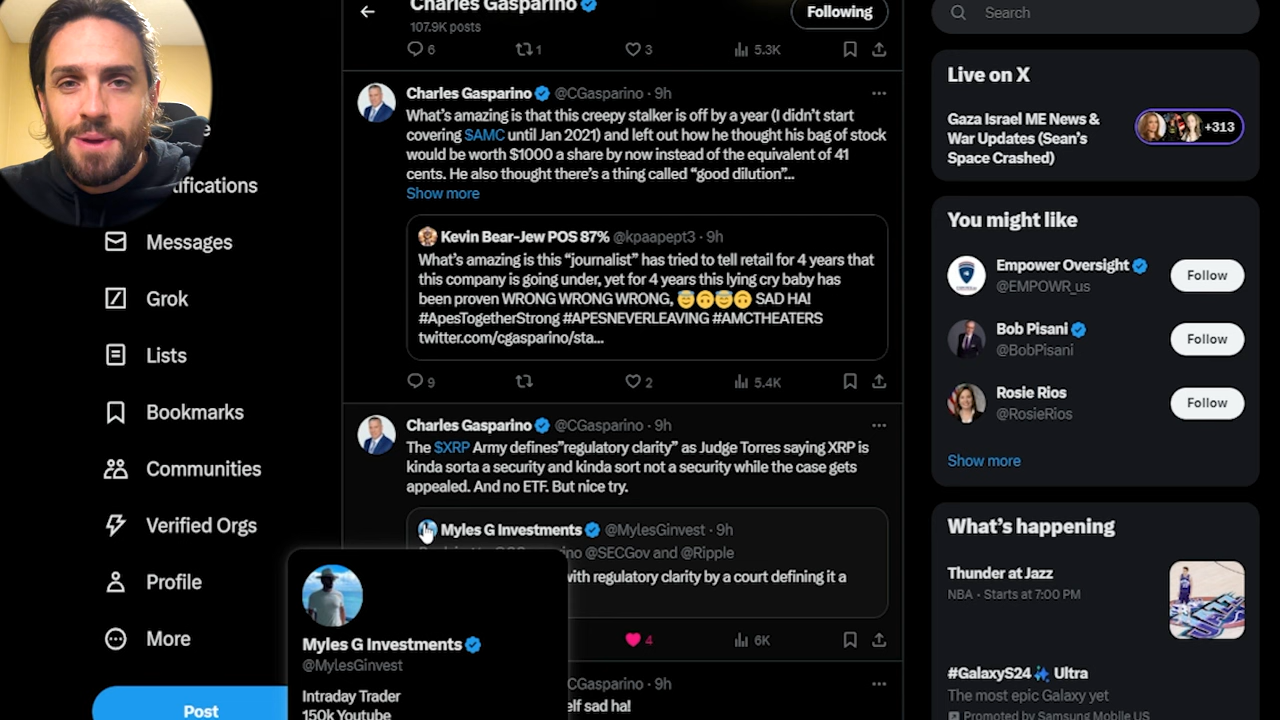 Charles Gasparino
107.9K posts
Following
6 1 3 5.3K
Charles Gasparino @CGasparino · 9h
What's amazing is that this creepy stalker is off by a year (I didn't start
covering $AMC until Jan 2021) and left out how he thought his bag of stock
would be worth $1000 a share by now instead of the equivalent of 41
cents. He also thought there's a thing called "good dilution"...
Show more
Kevin Bear-Jew POS 87% @kpaapept3 · 9h
What's amazing is this "journalist" has tried to tell retail for 4 years that
this company is going under, yet for 4 years this lying cry baby has
been proven WRONG WRONG WRONG, 😇🙃😇🙃 SAD HA!
#ApesTogetherStrong #APESNEVERLEAVING #AMCTHEATERS
twitter.com/cgasparino/sta...
9 2 5.4K
Charles Gasparino @CGasparino · 9h
The $XRP Army defines"regulatory clarity" as Judge Torres saying XRP is
kinda sorta a security and kinda sort not a security while the case gets
appealed. And no ETF. But nice try.
Myles G Investments @MylesGinvest · 9h
@SECGov and @Ripple
with regulatory clarity by a court defining it a
4 6K
CGasparino · 9h
elf sad ha!
Myles G Investments
@MylesGinvest
Intraday Trader
150k Youtube
e
tifications
Messages
Grok
Lists
Bookmarks
Communities
Verified Orgs
Profile
More
Post
Search
Live on X
Gaza Israel ME News &
War Updates (Sean's
Space Crashed)
+313
You might like
Empower Oversight
@EMPOWR_us
Follow
Bob Pisani
@BobPisani
Follow
Rosie Rios
@RosieRios
Follow
Show more
What's happening
Thunder at Jazz
NBA · Starts at 7:00 PM
#GalaxyS24 Ultra
The most epic Galaxy yet
Promoted by Samsung Mobile US